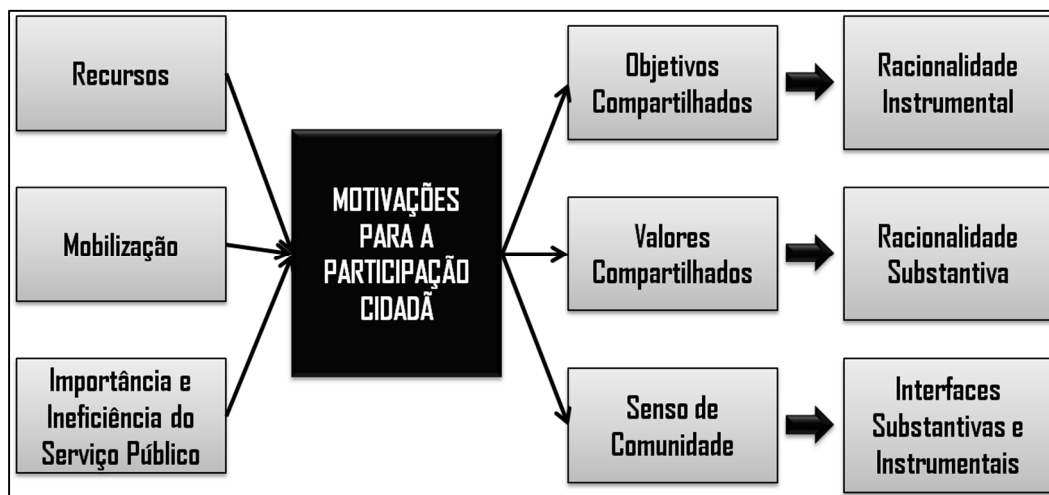 Recursos
Mobilização
Importância e
Ineficiência do
Serviço Público
MOTIVAÇÕES
PARA A
PARTICIPAÇÃO
CIDADÃ
Objetivos
Compartilhados
Racionalidade
Instrumental
Valores
Compartilhados
Racionalidade
Substantiva
Senso de
Comunidade
Interfaces
Substantivas e
Instrumentais